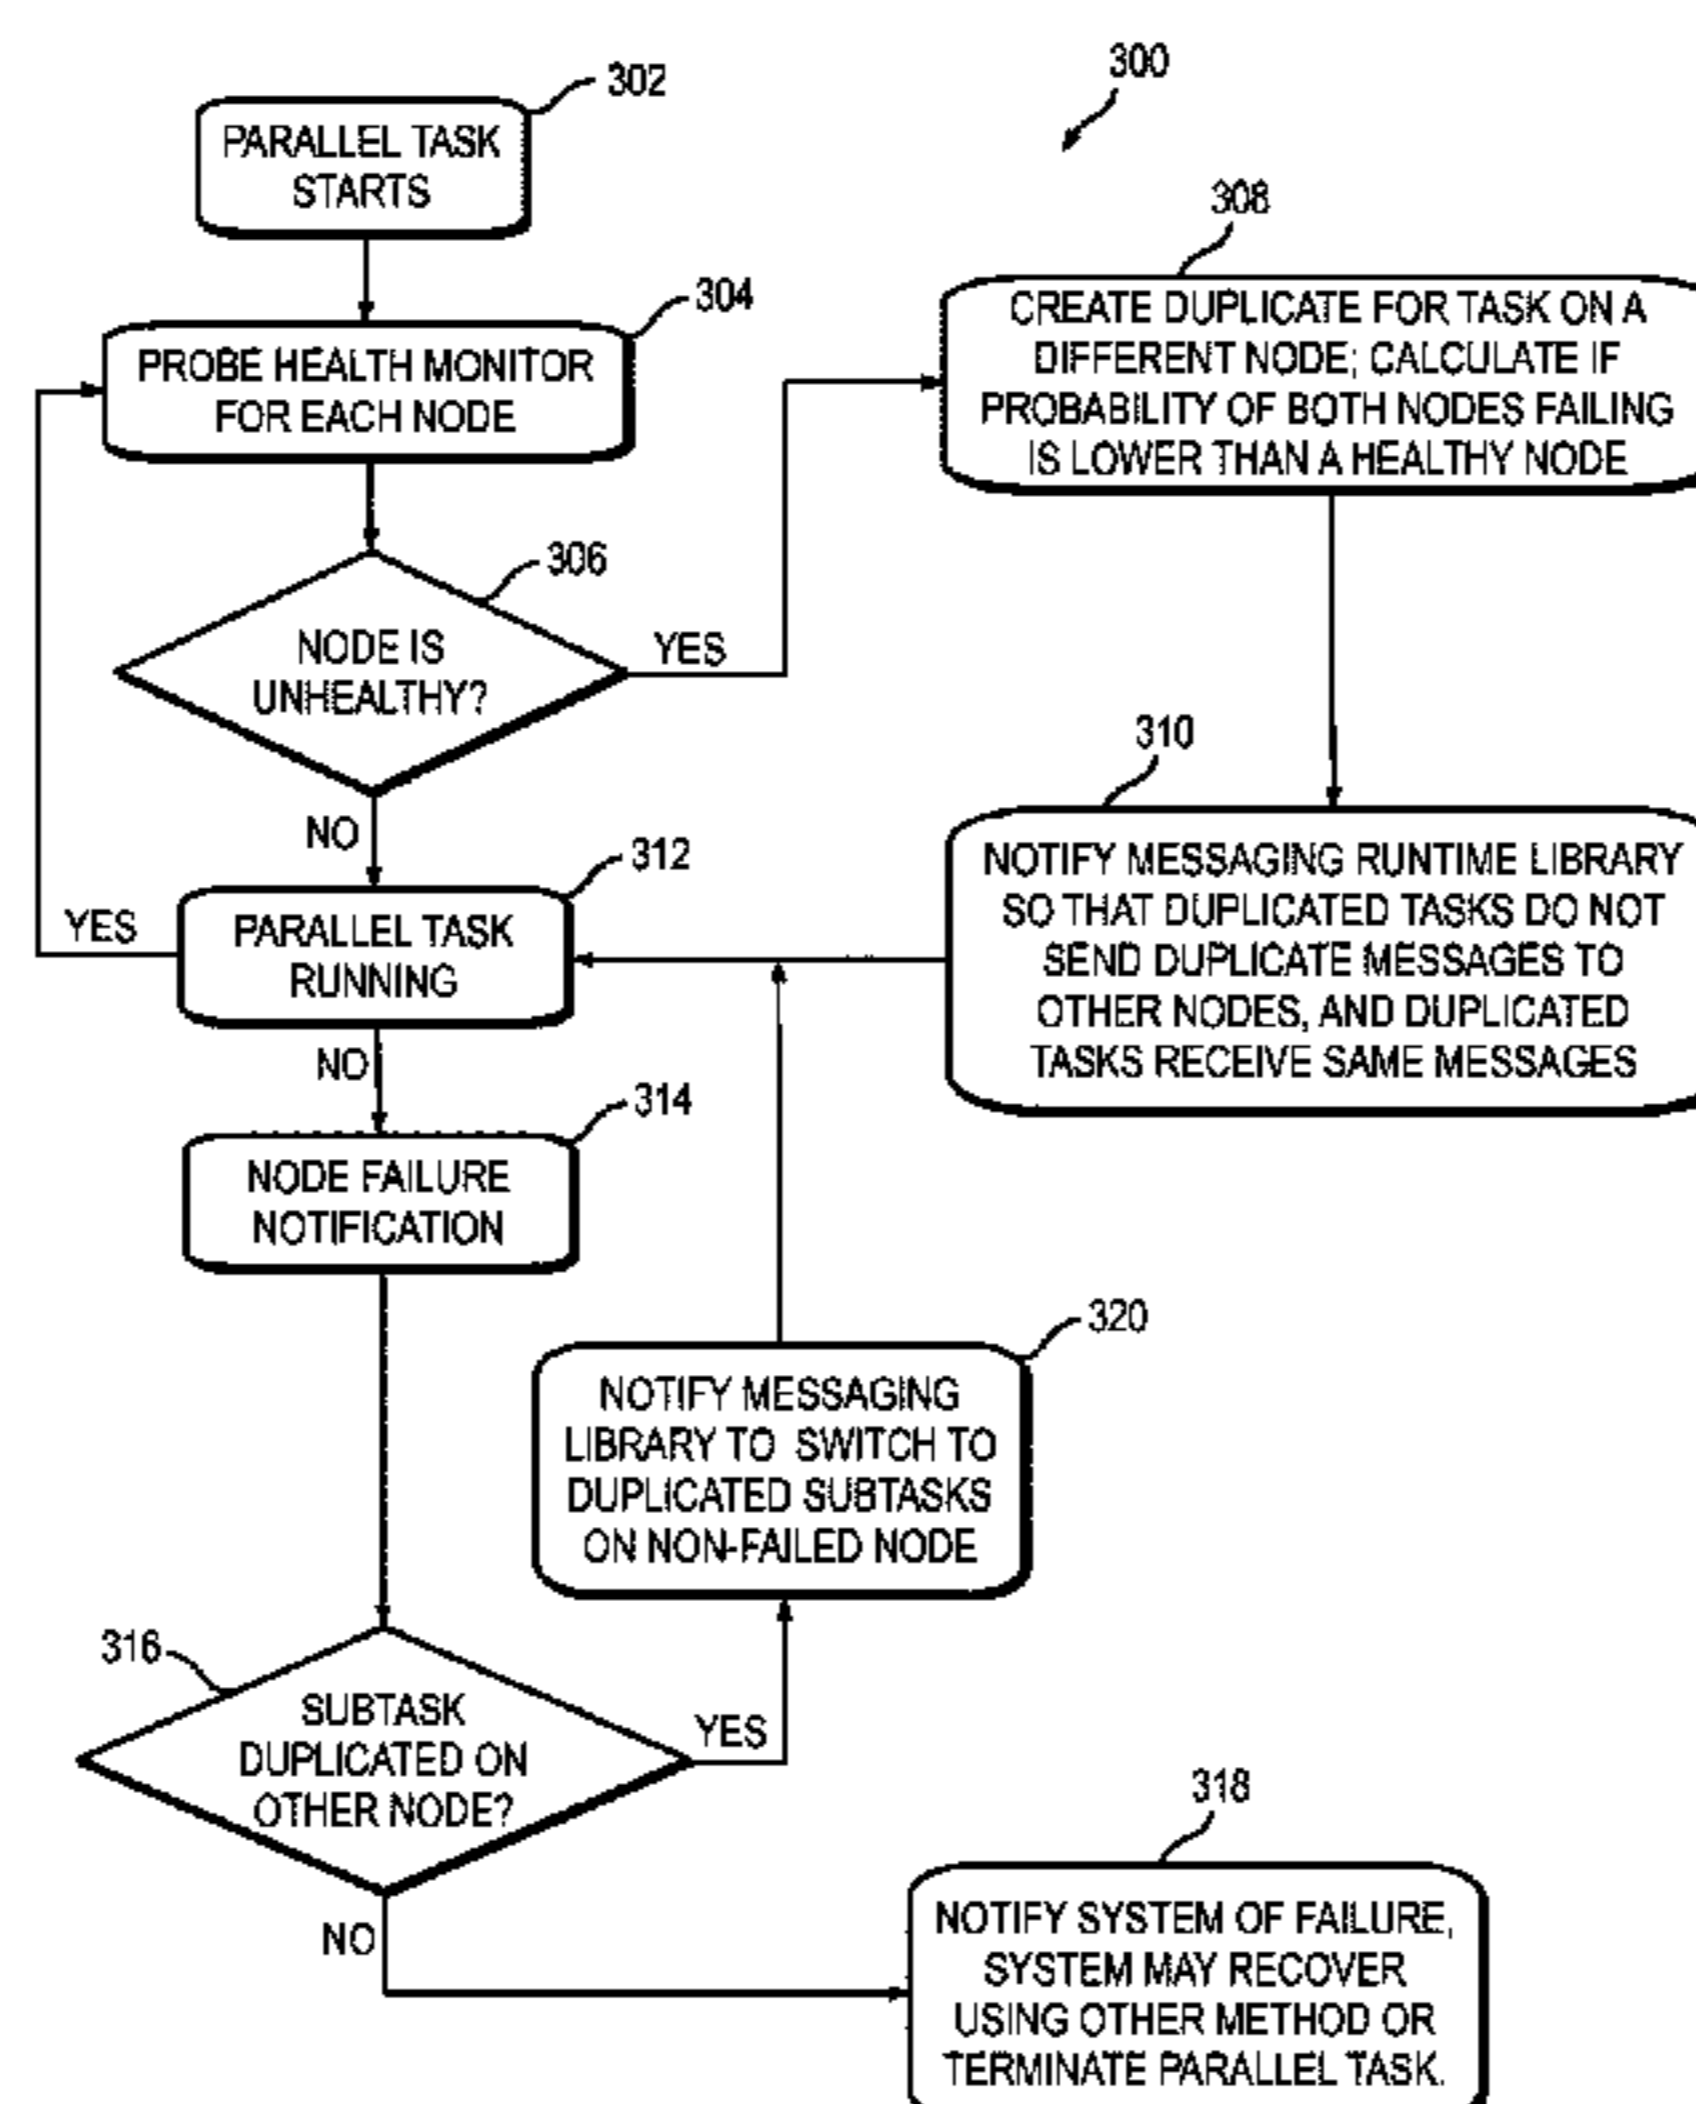 300
302
PARALLEL TASK
STARTS
304
PROBE HEALTH MONITOR
FOR EACH NODE
306
NODE IS
UNHEALTHY?
YES
NO
308
CREATE DUPLICATE FOR TASK ON A
DIFFERENT NODE; CALCULATE IF
PROBABILITY OF BOTH NODES FAILING
IS LOWER THAN A HEALTHY NODE
310
NOTIFY MESSAGING RUNTIME LIBRARY
SO THAT DUPLICATED TASKS DO NOT
SEND DUPLICATE MESSAGES TO
OTHER NODES, AND DUPLICATED
TASKS RECEIVE SAME MESSAGES
312
PARALLEL TASK
RUNNING
YES
NO
314
NODE FAILURE
NOTIFICATION
320
NOTIFY MESSAGING
LIBRARY TO SWITCH TO
DUPLICATED SUBTASKS
ON NON-FAILED NODE
316
SUBTASK
DUPLICATED ON
OTHER NODE?
YES
NO
318
NOTIFY SYSTEM OF FAILURE,
SYSTEM MAY RECOVER
USING OTHER METHOD OR
TERMINATE PARALLEL TASK.